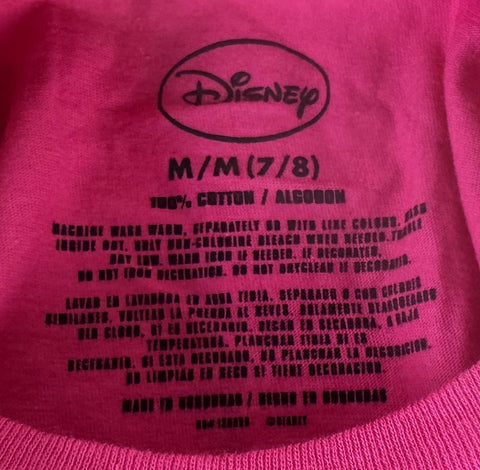 Disney
M/M (7/8)
100% COTTON / ALGODON
MACHINE WASH WARM, SEPARATELY OR WITH LIKE COLORS. WASH
INSIDE OUT. ONLY NON-CHLORINE BLEACH WHEN NEEDED. TUMBLE
DRY LOW. WARM IRON IF NEEDED. IF DECORATED,
DO NOT IRON DECORATION. DO NOT DRYCLEAN IF DECORATED.
LAVAR EN LAVADORA EN AGUA TIBIA, SEPARADO O CON COLORES
SIMILARES, VOLTEAR LA PRENDA DE REVES. SOLAMENTE BLANQUEADOR
SIN CLORO, SI ES NECESARIO. SECAR EN SECADORA, A BAJA
TEMPERATURA. PLANCHAR TIBIA SI ES
NECESARIO. SI ESTA DECORADO, NO PLANCHAR LA DECORACION.
NO LIMPIAR EN SECO SI TIENE DECORACION
MADE IN HONDURAS / HECHO EN HONDURAS
©DISNEY